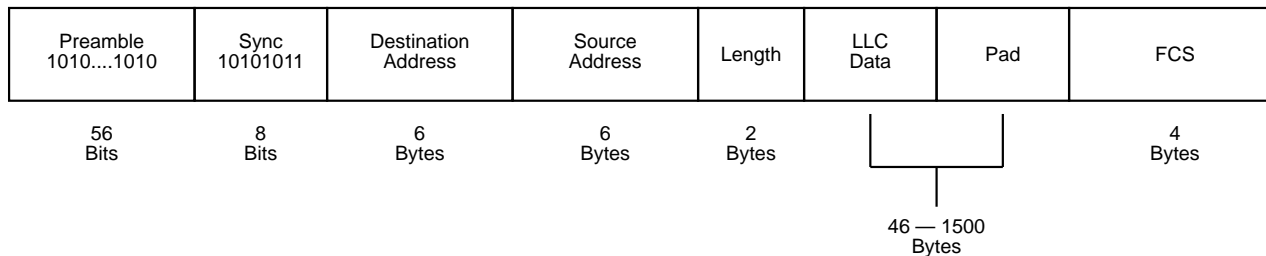 Preamble
1010....1010
Sync
10101011
Destination
Address
Source
Address
Length
LLC
Data
Pad
FCS
56
Bits
8
Bits
6
Bytes
6
Bytes
2
Bytes
4
Bytes
46 — 1500
Bytes